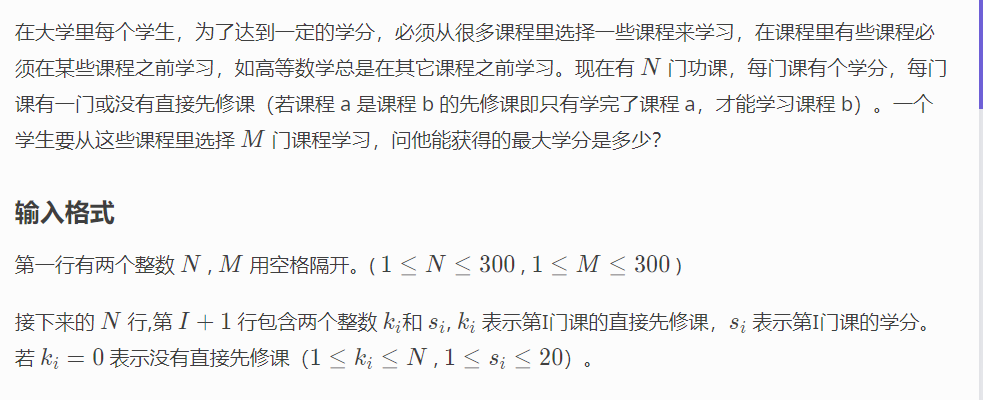 在大学里每个学生，为了达到一定的学分，必须从很多课程里选择一些课程来学习，在课程里有些课程必
须在某些课程之前学习，如高等数学总是在其它课程之前学习。现在有 N 门功课，每门课有个学分，每门
课有一门或没有直接先修课（若课程 a 是课程 b 的先修课即只有学完了课程 a，才能学习课程 b）。一个
学生要从这些课程里选择 M 门课程学习，问他能获得的最大学分是多少?
输入格式
第一行有两个整数 N , M 用空格隔开。( 1 ≤ N ≤ 300 , 1 ≤ M ≤ 300 )
接下来的 N 行,第 I + 1 行包含两个整数 k_i和 s_i, k_i 表示第I门课的直接先修课，s_i 表示第I门课的学分。
若 k_i = 0 表示没有直接先修课（1 ≤ k_i ≤ N , 1 ≤ s_i ≤ 20）。